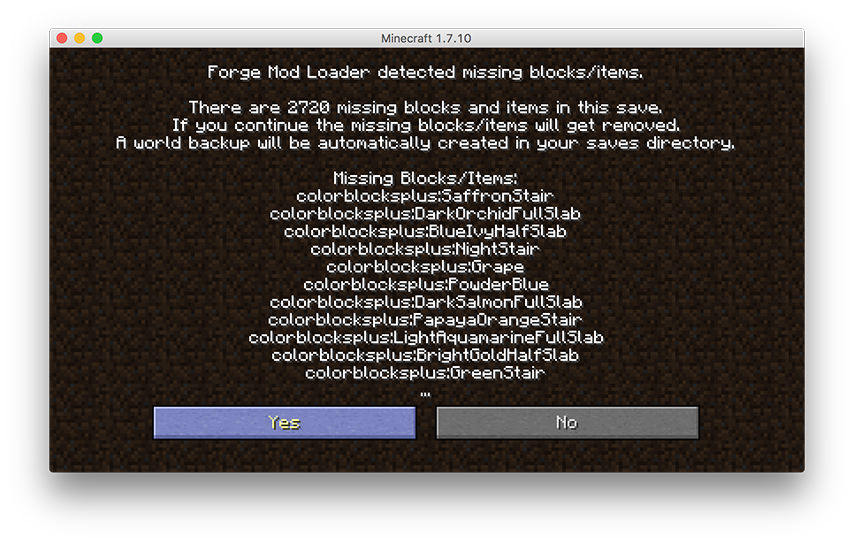 Minecraft 1.7.10
Forge Mod Loader detected missing blocks/items.
There are 2720 missing blocks and items in this save.
If you continue the missing blocks/items will get removed.
A world backup will be automatically created in your saves directory.
Missing Blocks/Items:
colorblocksplus:SaffronStair
colorblocksplus:DarkOrchidFullSlab
colorblocksplus:BlueIvyHalfSlab
colorblocksplus:NightStair
colorblocksplus:Grape
colorblocksplus:PowderBlue
colorblocksplus:DarkSalmonFullSlab
colorblocksplus:PapayaOrangeStair
colorblocksplus:LightAquamarineFullSlab
colorblocksplus:BrightGoldHalfSlab
colorblocksplus:GreenStair
...
Yes No